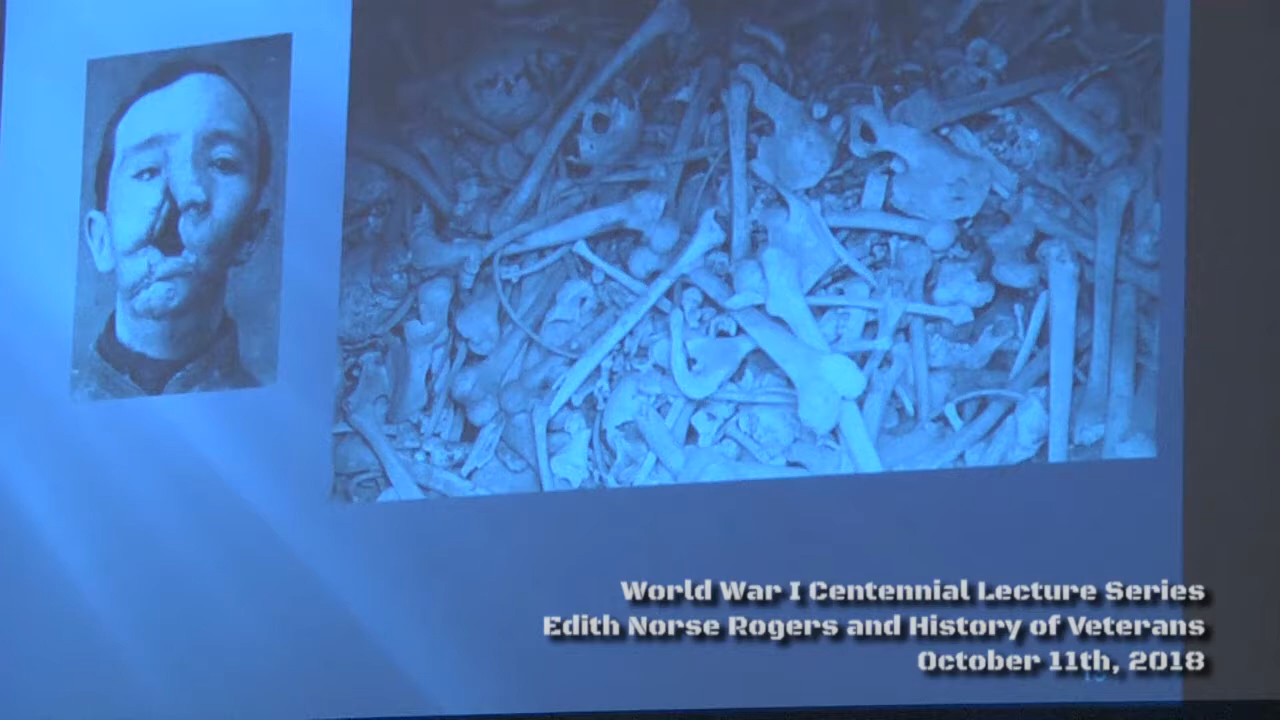 World War I Centennial Lecture Series
Edith Norse Rogers and History of Veterans
October 11th, 2018